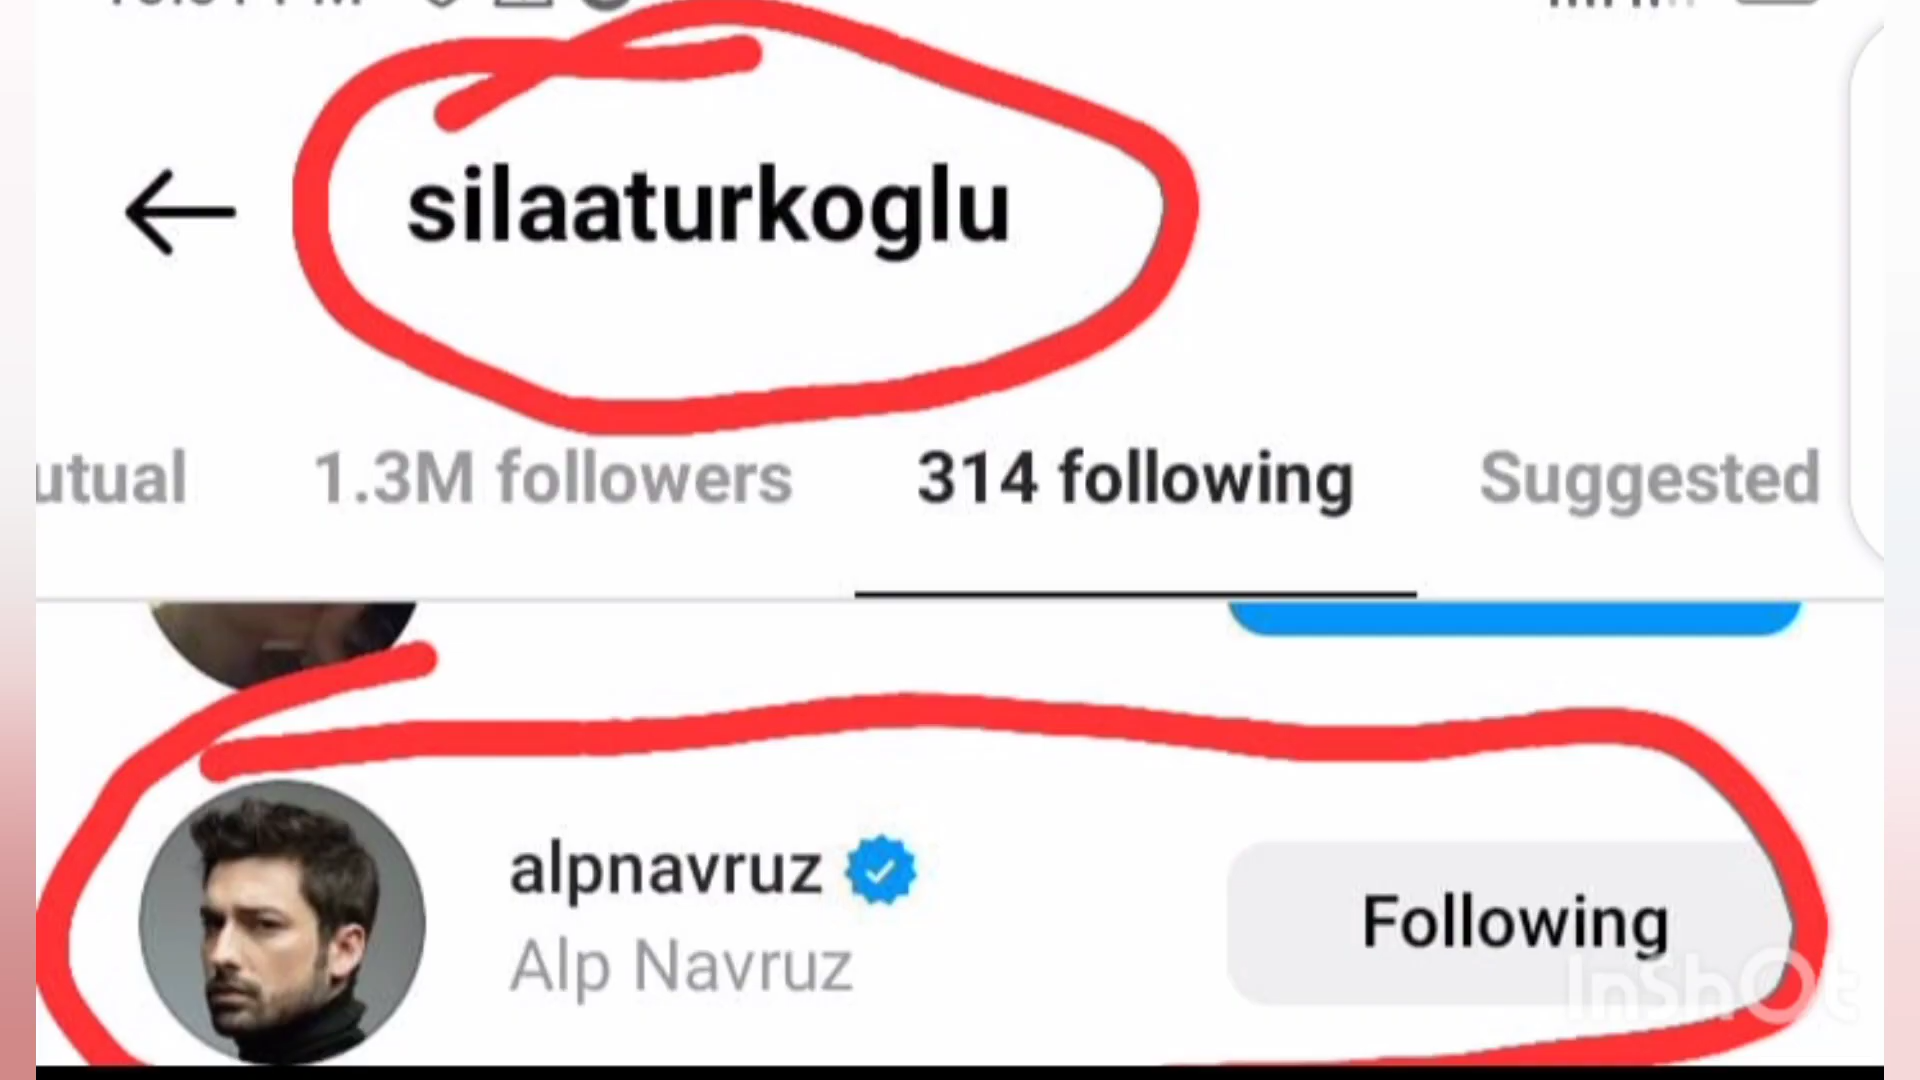 silaaturkoglu
utual 1.3M followers 314 following Suggested
alpnavruz
Alp Navruz
Following
InShOt